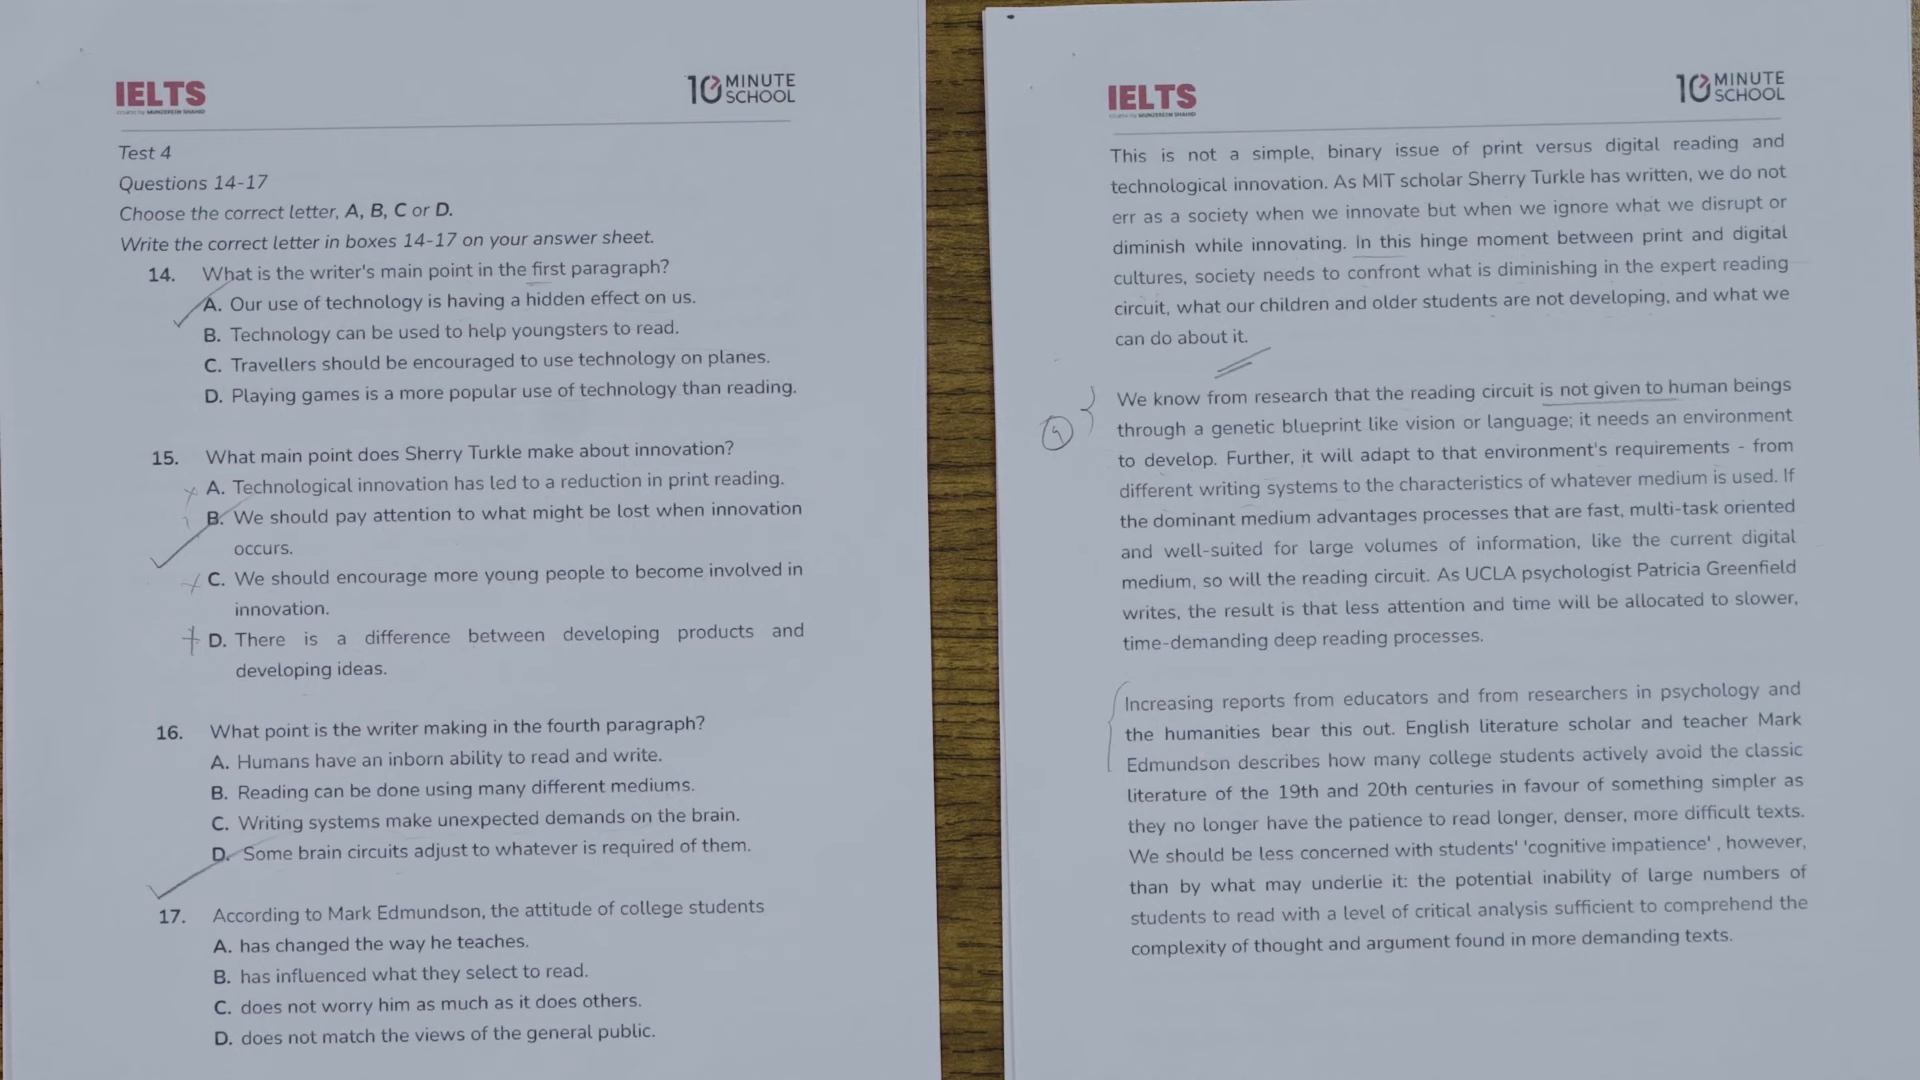 IELTS
10 MINUTE SCHOOL
Test 4
Questions 14-17
Choose the correct letter, A, B, C or D.
Write the correct letter in boxes 14-17 on your answer sheet.
14. What is the writer's main point in the first paragraph?
A. Our use of technology is having a hidden effect on us.
B. Technology can be used to help youngsters to read.
C. Travellers should be encouraged to use technology on planes.
D. Playing games is a more popular use of technology than reading.
15. What main point does Sherry Turkle make about innovation?
A. Technological innovation has led to a reduction in print reading.
B. We should pay attention to what might be lost when innovation
occurs.
C. We should encourage more young people to become involved in
innovation.
D. There is a difference between developing products and
developing ideas.
16. What point is the writer making in the fourth paragraph?
A. Humans have an inborn ability to read and write.
B. Reading can be done using many different mediums.
C. Writing systems make unexpected demands on the brain.
D. Some brain circuits adjust to whatever is required of them.
17. According to Mark Edmundson, the attitude of college students
A. has changed the way he teaches.
B. has influenced what they select to read.
C. does not worry him as much as it does others.
D. does not match the views of the general public.
IELTS
10 MINUTE SCHOOL
This is not a simple, binary issue of print versus digital reading and
technological innovation. As MIT scholar Sherry Turkle has written, we do not
err as a society when we innovate but when we ignore what we disrupt or
diminish while innovating. In this hinge moment between print and digital
cultures, society needs to confront what is diminishing in the expert reading
circuit, what our children and older students are not developing, and what we
can do about it.
We know from research that the reading circuit is not given to human beings
through a genetic blueprint like vision or language; it needs an environment
to develop. Further, it will adapt to that environment's requirements - from
different writing systems to the characteristics of whatever medium is used. If
the dominant medium advantages processes that are fast, multi-task oriented
and well-suited for large volumes of information, like the current digital
medium, so will the reading circuit. As UCLA psychologist Patricia Greenfield
writes, the result is that less attention and time will be allocated to slower,
time-demanding deep reading processes.
Increasing reports from educators and from researchers in psychology and
the humanities bear this out. English literature scholar and teacher Mark
Edmundson describes how many college students actively avoid the classic
literature of the 19th and 20th centuries in favour of something simpler as
they no longer have the patience to read longer, denser, more difficult texts.
We should be less concerned with students' 'cognitive impatience' , however,
than by what may underlie it: the potential inability of large numbers of
students to read with a level of critical analysis sufficient to comprehend the
complexity of thought and argument found in more demanding texts.